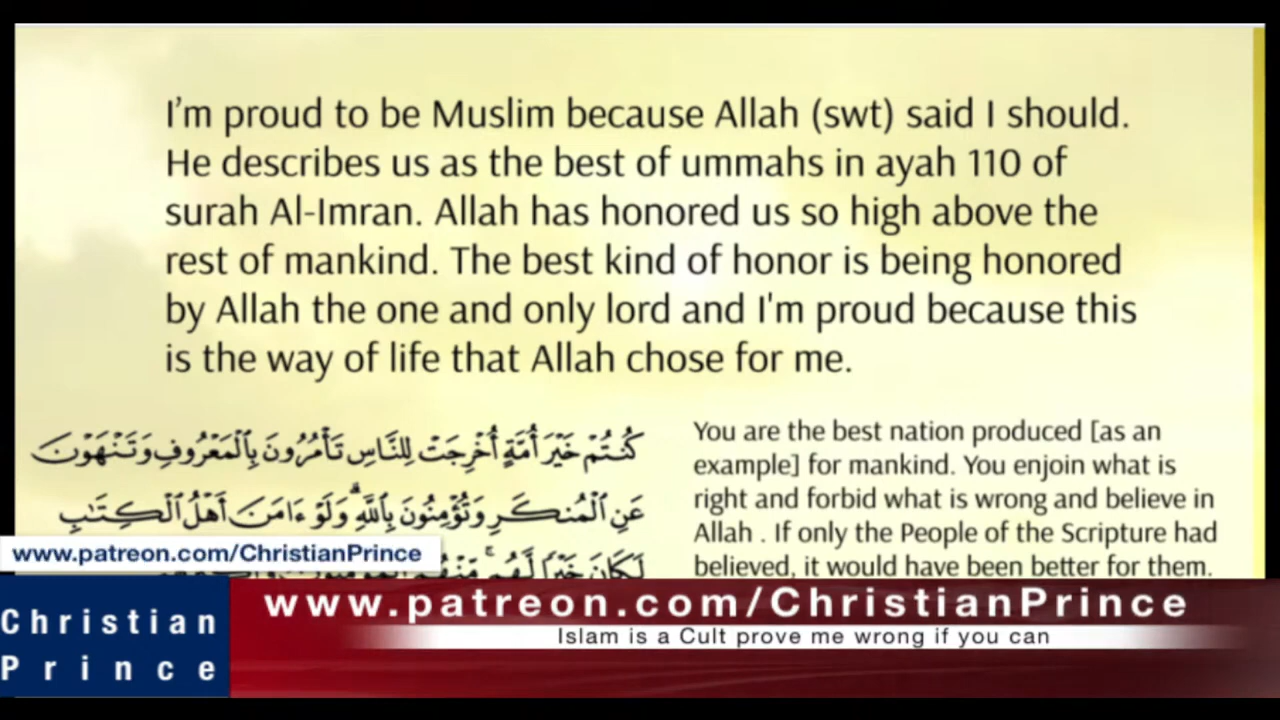 I'm proud to be Muslim because Allah (swt) said I should.
He describes us as the best of ummahs in ayah 110 of
surah Al-Imran. Allah has honored us so high above the
rest of mankind. The best kind of honor is being honored
by Allah the one and only lord and I'm proud because this
is the way of life that Allah chose for me.
كُنتُمْ خَيْرَ أُمَّةٍ أُخْرِجَتْ لِلنَّاسِ تَأْمُرُونَ بِٱلْمَعْرُوفِ وَتَنْهَوْنَ
عَنِ ٱلْمُنكَرِ وَتُؤْمِنُونَ بِٱللَّهِ ۗ وَلَوْ ءَامَنَ أَهْلُ ٱلْكِتَٰبِ
لَكَانَ خَيْرًا لَّهُم ۚ مِّنْهُمُ
You are the best nation produced [as an
example] for mankind. You enjoin what is
right and forbid what is wrong and believe in
Allah . If only the People of the Scripture had
believed, it would have been better for them.
www.patreon.com/ChristianPrince
Christian
Prince
www.patreon.com/ChristianPrince
Islam is a Cult prove me wrong if you can